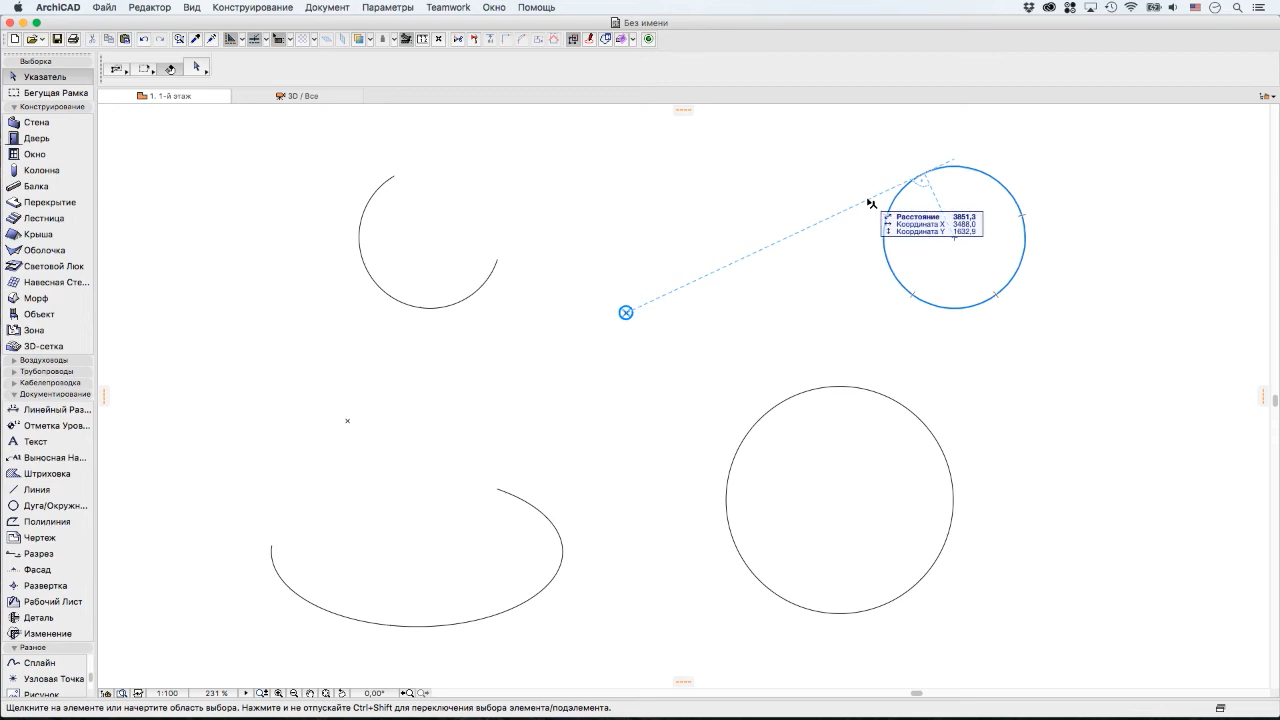 ArchiCAD Файл Редактор Вид Конструирование Документ Параметры Teamwork Окно Помощь
Без имени
Выборка
Указатель
Бегущая Рамка
1. 1-й этаж
3D / Все
Конструирование
Стена
Дверь
Окно
Колонна
Балка
Перекрытие
Лестница
Крыша
Оболочка
Световой Люк
Навесная Сте...
Морф
Объект
Зона
3D-сетка
Воздуховоды
Трубопроводы
Кабелепроводка
Документирование
Линейный Раз...
Отметка Уров...
Текст
Выносная На...
Штриховка
Линия
Дуга/Окружн...
Полилиния
Чертеж
Разрез
Фасад
Развертка
Рабочий Лист
Деталь
Изменение
Разное
Сплайн
Узловая Точка
Рисунок
Расстояние 3851,3
Координата X 3488,0
Координата Y 1632,9
1:100 231 % 0,00°
Щелкните на элементе или начертите область выбора. Нажмите и не отпускайте Ctrl+Shift для переключения выбора элемента/подэлемента.